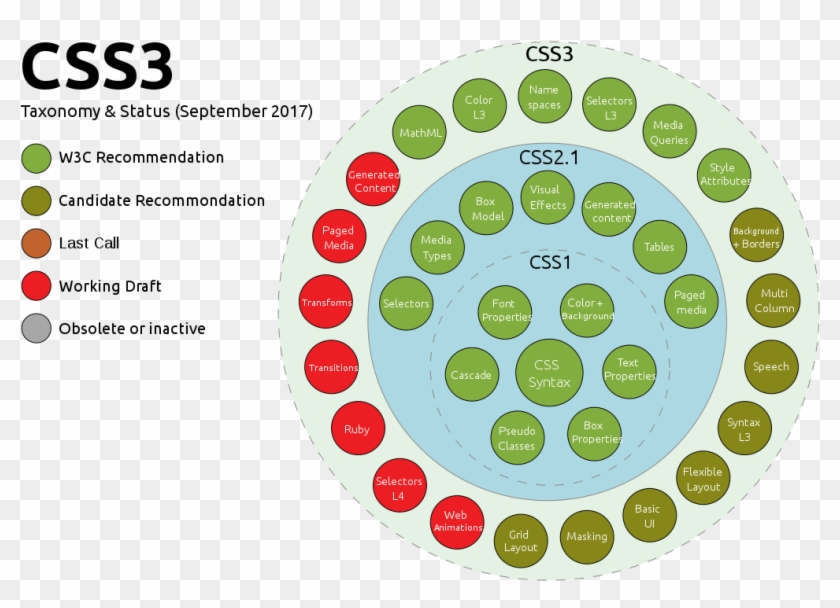 CSS3
Taxonomy & Status (September 2017)
W3C Recommendation
Candidate Recommondation
Last Call
Working Draft
Obsolete or inactive
CSS3
Name
spaces
Selectors
L3
Media
Queries
Style
Attributes
Background
+ Borders
Multi
Column
Speech
Syntax
L3
Flexible
Layout
Basic
UI
Masking
Grid
Layout
Web
Animations
Selectors
L4
Ruby
Transitions
Transforms
Paged
Media
Generated
Content
MathML
Color
L3
CSS2.1
Visual
Effects
Generated
content
Tables
Paged
media
Selectors
Media
Types
Box
Model
CSS1
Font
Properties
Color +
Background
Text
Properties
Box
Properties
Pseudo
Classes
Cascade
CSS
Syntax